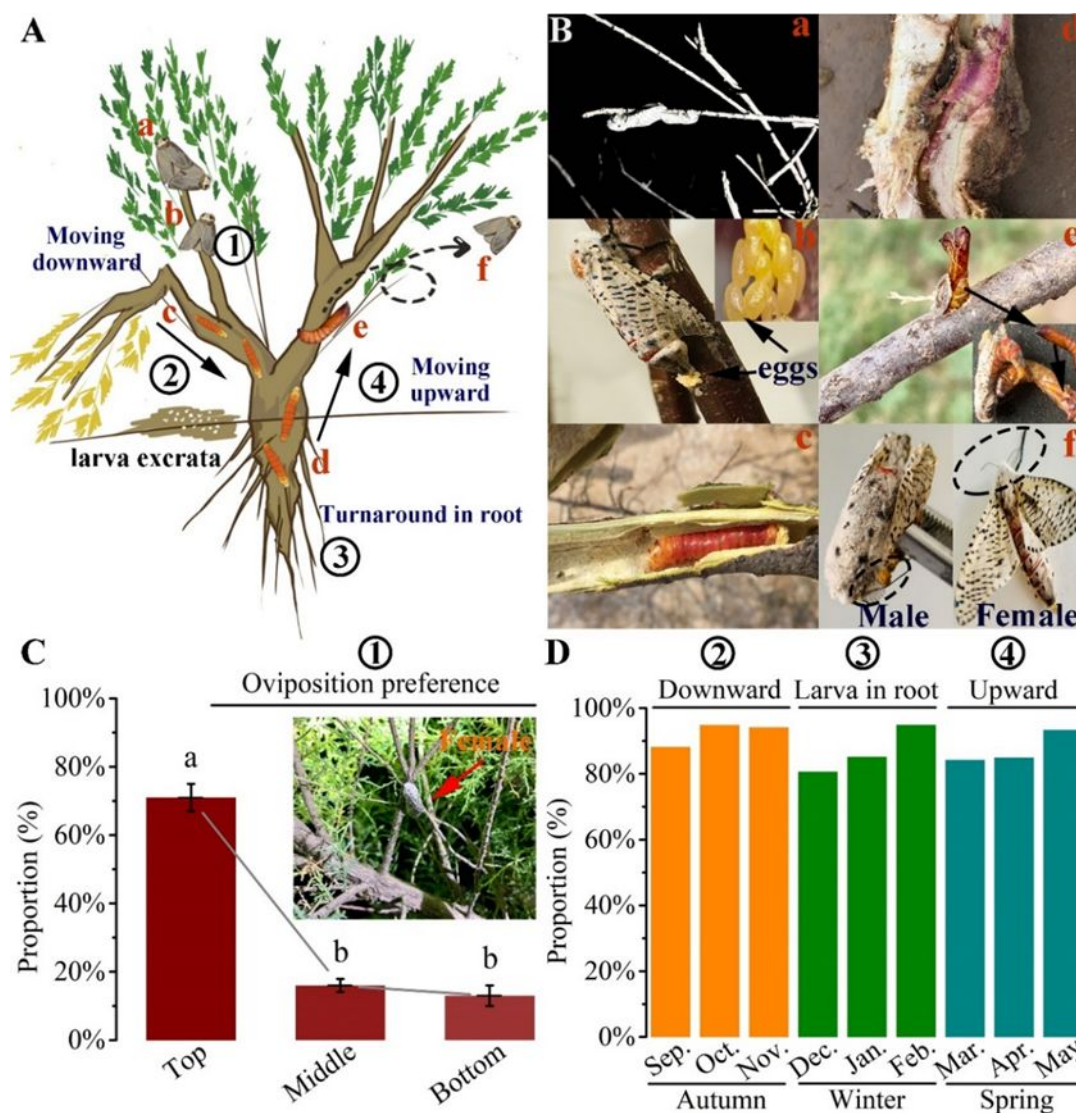 A
a
b
①
Moving
downward
c
②
f
e
④
Moving
upward
larva excrata
d
Turnaround in root
③
B
a
d
b
eggs
e
c
f
Male
Female
C
①
Oviposition preference
100%
80%
60%
40%
20%
0%
Proportion (%)
a
b
b
Female
Top
Middle
Bottom
D
② ③ ④
Downward Larva in root Upward
100%
80%
60%
40%
20%
0%
Proportion (%)
Sep. Oct. Nov. Dec. Jan. Feb. Mar. Apr. May
Autumn Winter Spring